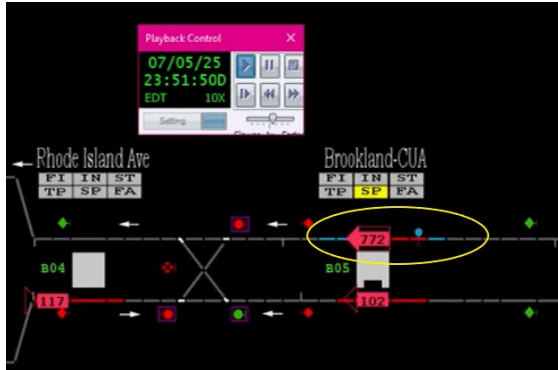 Playback Control
07/05/25
23:51:50D
EDT 10X
Setting
Rhode Island Ave
Brookland-CUA
FI IN ST
TP SP FA
FI IN ST
TP SP FA
772
B04
B05
117
102